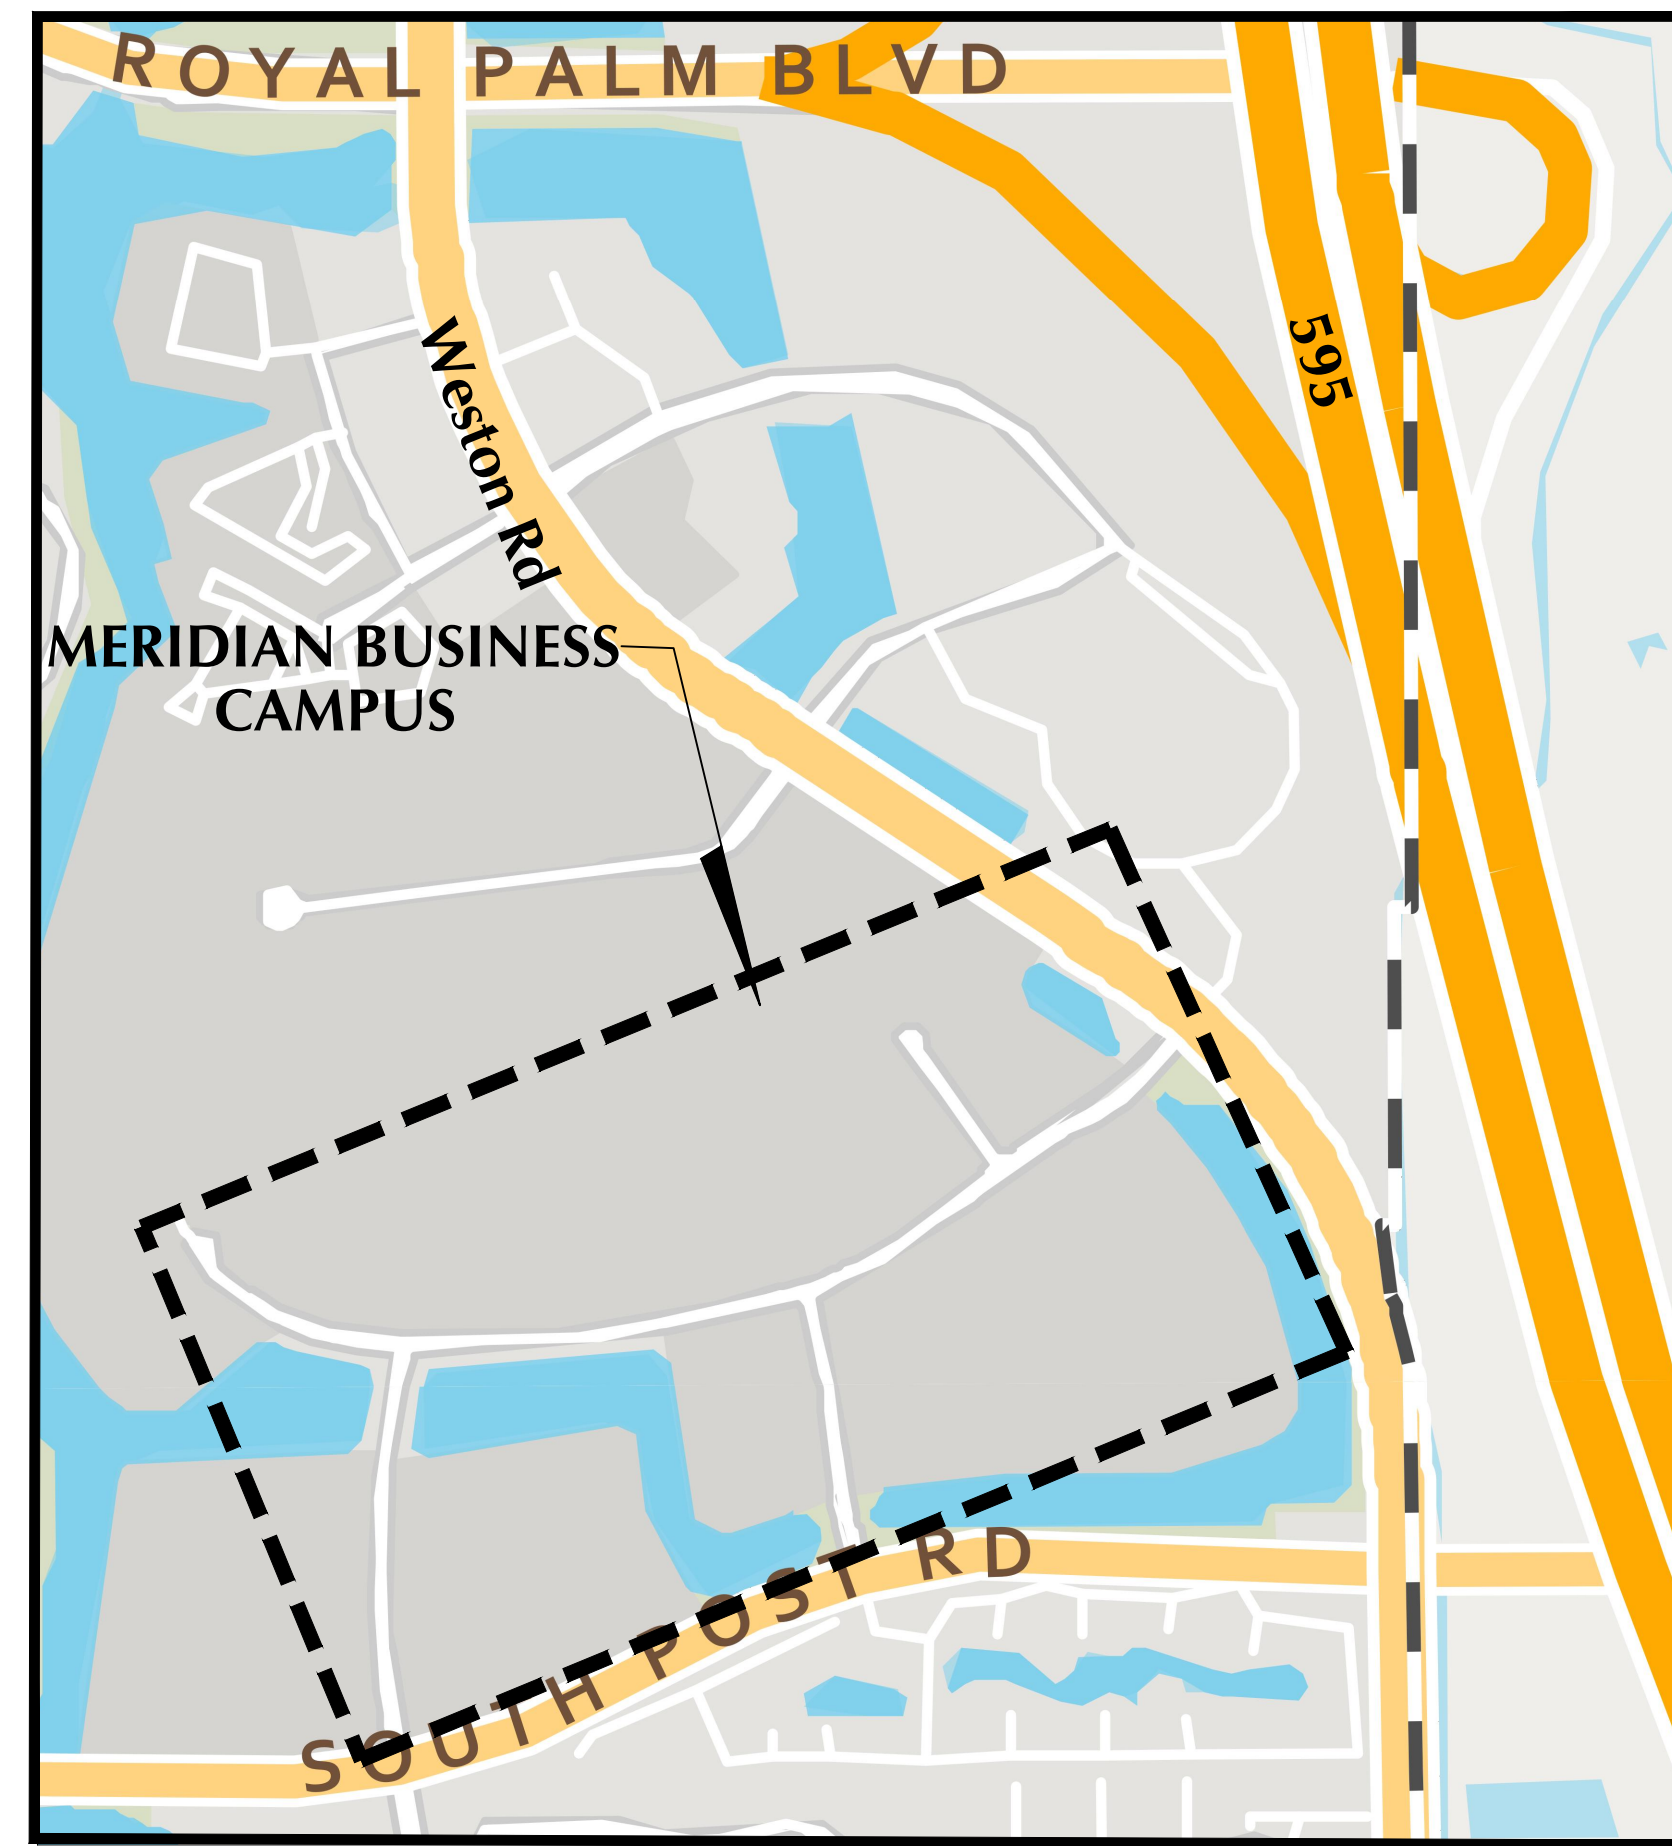 ROYAL PALM BLVD
595
Weston Rd
MERIDIAN BUSINESS
CAMPUS
SOUTH POST RD